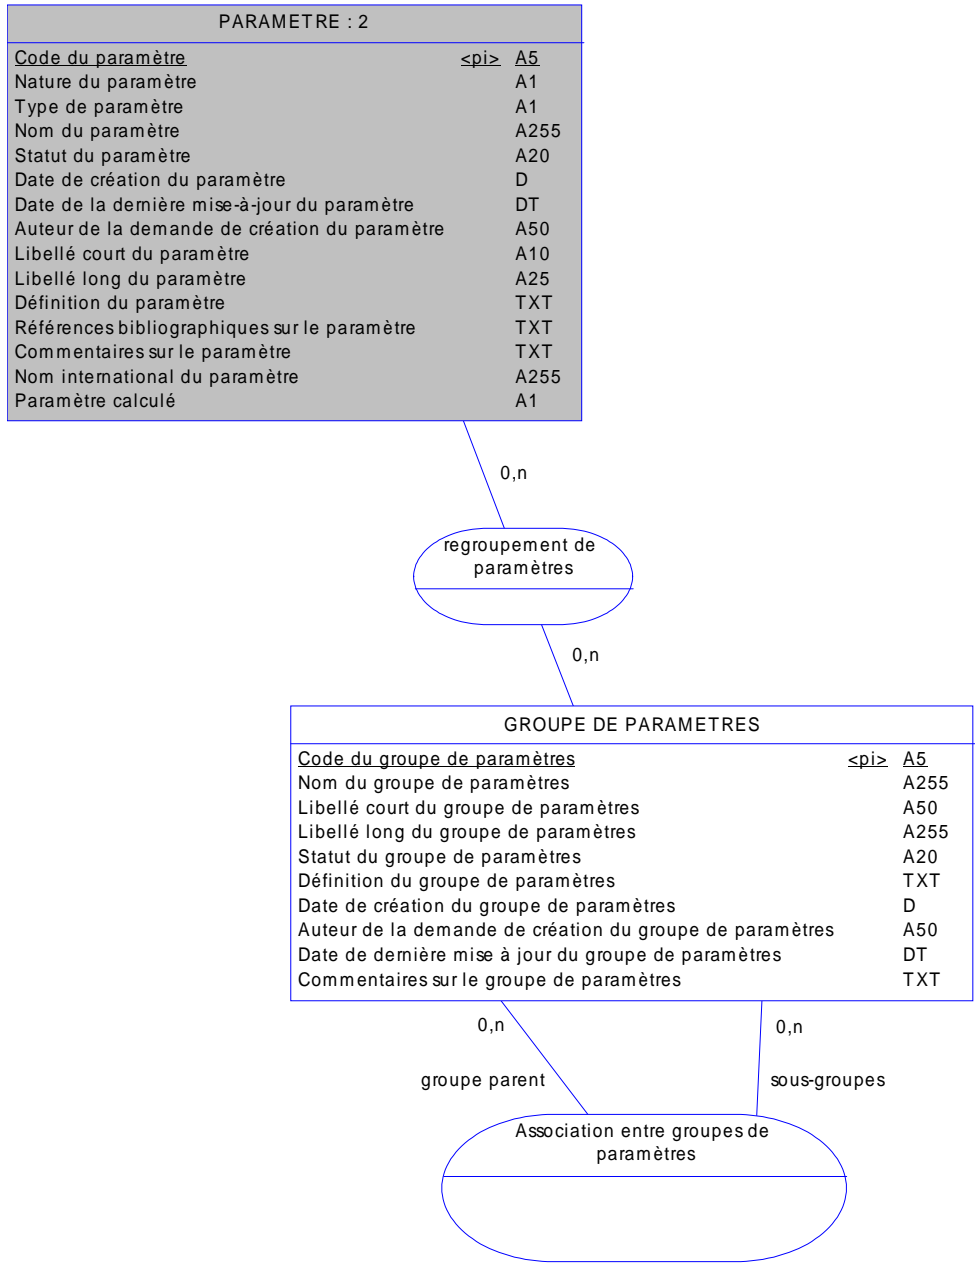 PARAMETRE : 2
Code du paramètre <pi> A5
Nature du paramètre A1
Type de paramètre A1
Nom du paramètre A255
Statut du paramètre A20
Date de création du paramètre D
Date de la dernière mise-à-jour du paramètre DT
Auteur de la demande de création du paramètre A50
Libellé court du paramètre A10
Libellé long du paramètre A25
Définition du paramètre TXT
Références bibliographiques sur le paramètre TXT
Commentaires sur le paramètre TXT
Nom international du paramètre A255
Paramètre calculé A1
0,n
regroupement de
paramètres
0,n
GROUPE DE PARAMETRES
Code du groupe de paramètres <pi> A5
Nom du groupe de paramètres A255
Libellé court du groupe de paramètres A50
Libellé long du groupe de paramètres A255
Statut du groupe de paramètres A20
Définition du groupe de paramètres TXT
Date de création du groupe de paramètres D
Auteur de la demande de création du groupe de paramètres A50
Date de dernière mise à jour du groupe de paramètres DT
Commentaires sur le groupe de paramètres TXT
0,n 0,n
groupe parent sous-groupes
Association entre groupes de
paramètres